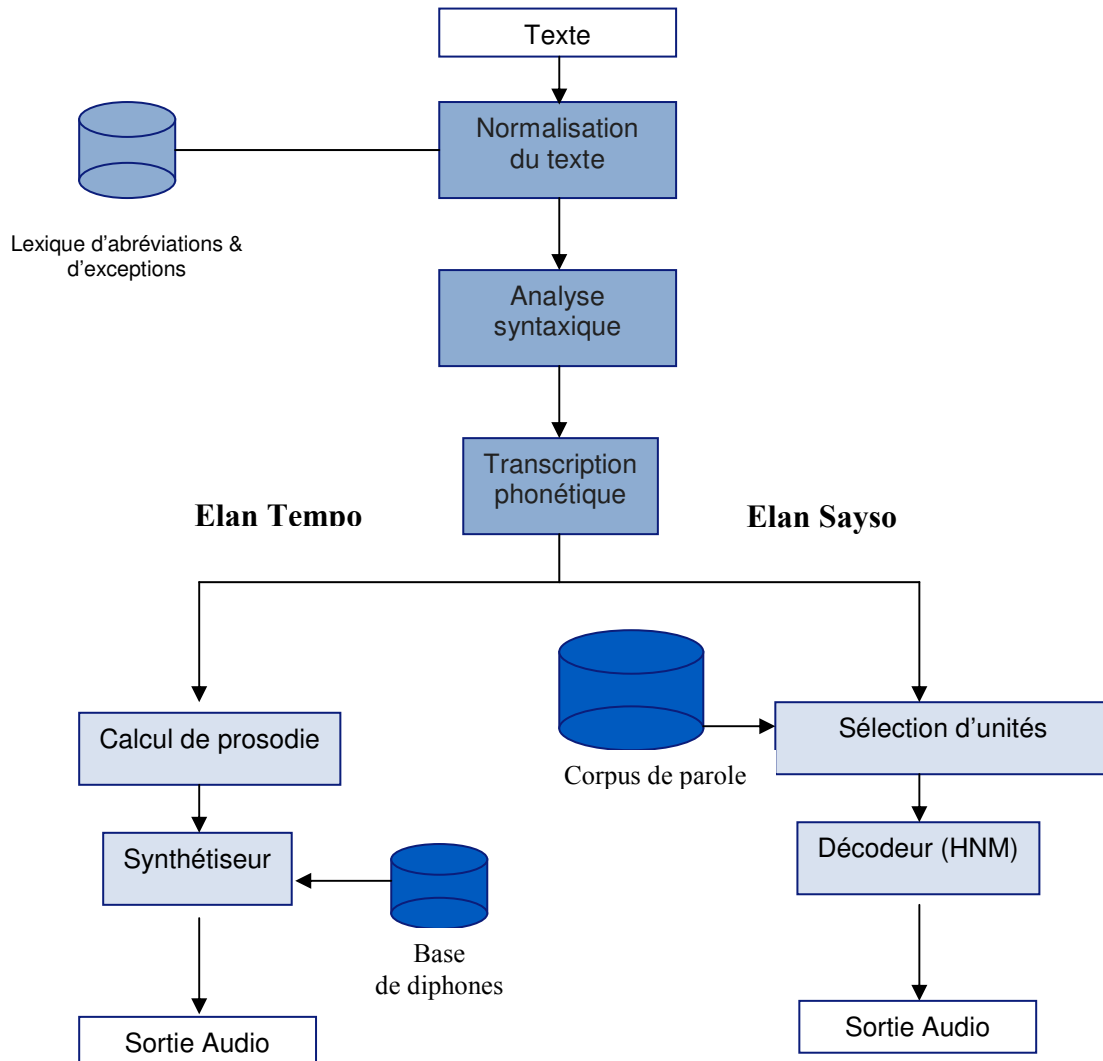 Texte
Normalisation
du texte
Lexique d'abréviations &
d'exceptions
Analyse
syntaxique
Transcription
phonétique
Elan Tempo
Elan Sayso
Calcul de prosodie
Corpus de parole
Sélection d'unités
Synthétiseur
Base
de diphones
Décodeur (HNM)
Sortie Audio
Sortie Audio